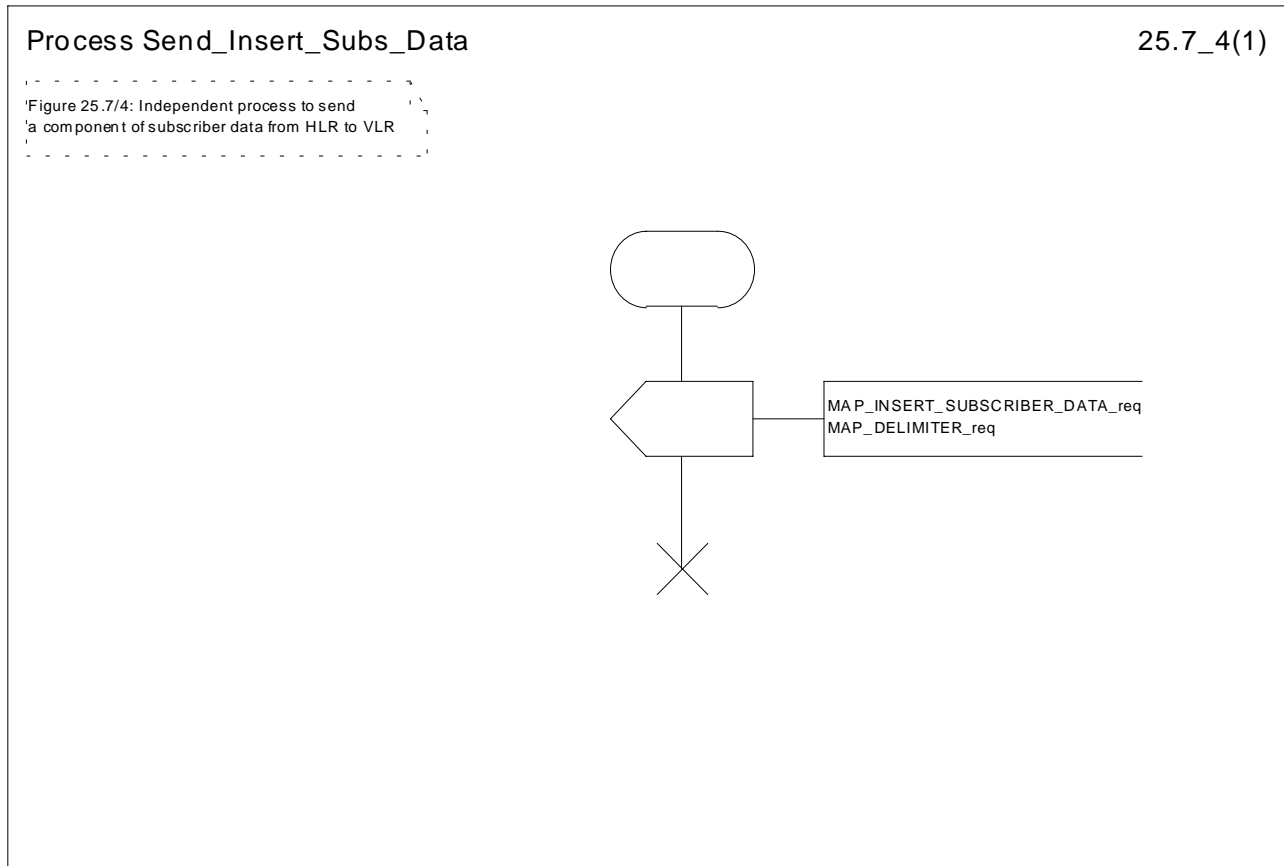 Process Send_Insert_Subs_Data
25.7_4(1)
Figure 25.7/4: Independent process to send
a component of subscriber data from HLR to VLR
MAP_INSERT_SUBSCRIBER_DATA_req
MAP_DELIMITER_req